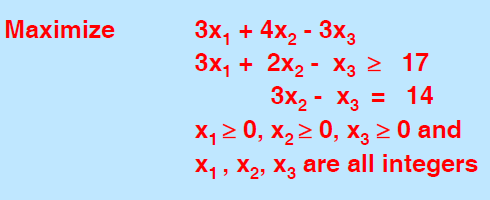 Maximize 3x₁ + 4x₂ - 3x₃
3x₁ + 2x₂ - x₃ ≥ 17
3x₂ - x₃ = 14
x₁ ≥ 0, x₂ ≥ 0, x₃ ≥ 0 and
x₁ , x₂, x₃ are all integers